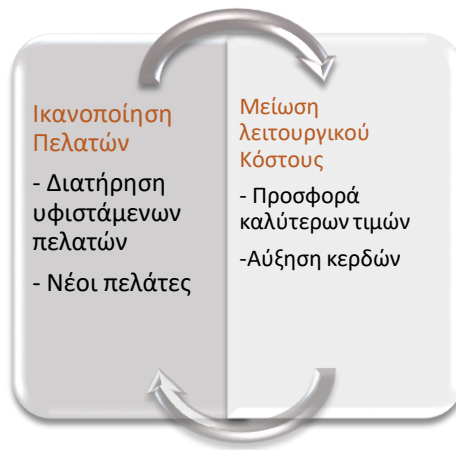 Ικανοποίηση
Πελατών
- Διατήρηση
υφιστάμενων
πελατών
- Νέοι πελάτες
Μείωση
λειτουργικού
Κόστους
- Προσφορά
καλύτερων τιμών
-Αύξηση κερδών